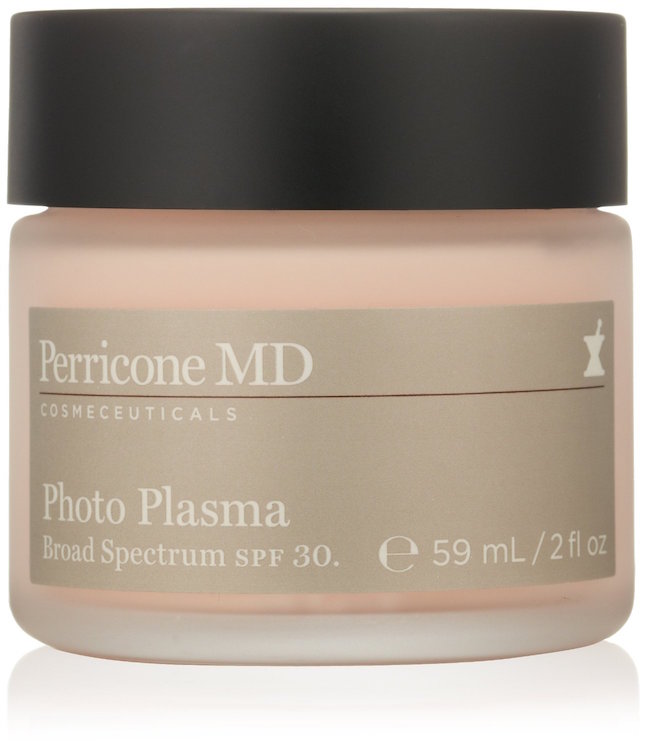 Perricone MD
COSMECEUTICALS
Photo Plasma
Broad Spectrum SPF 30. ℮ 59 mL/2 fl oz